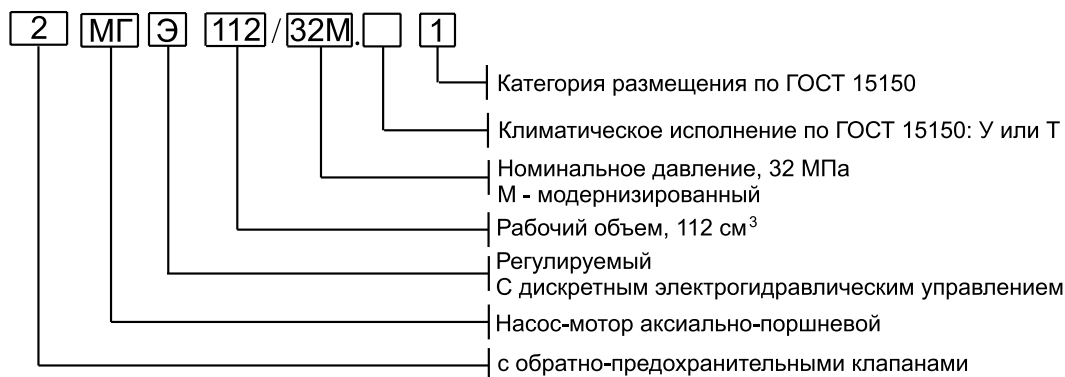 2 МГ Э 112 / 32М. 1
Категория размещения по ГОСТ 15150
Климатическое исполнение по ГОСТ 15150: У или Т
Номинальное давление, 32 МПа
М - модернизированный
Рабочий объем, 112 см³
Регулируемый
С дискретным электрогидравлическим управлением
Насос-мотор аксиально-поршневой
с обратно-предохранительными клапанами